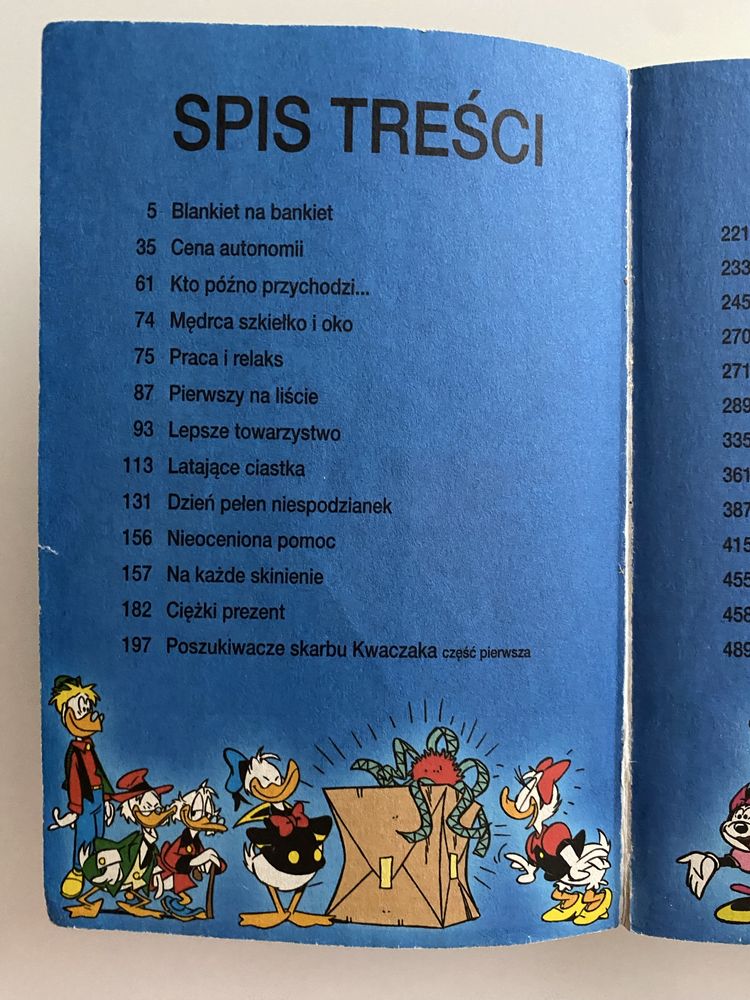 SPIS TREŚCI
5 Blankiet na bankiet
35 Cena autonomii
61 Kto późno przychodzi...
74 Mędrca szkiełko i oko
75 Praca i relaks
87 Pierwszy na liście
93 Lepsze towarzystwo
113 Latające ciastka
131 Dzień pełen niespodzianek
156 Nieoceniona pomoc
157 Na każde skinienie
182 Ciężki prezent
197 Poszukiwacze skarbu Kwaczaka część pierwsza
221
233
245
270
271
289
335
361
387
415
455
458
489